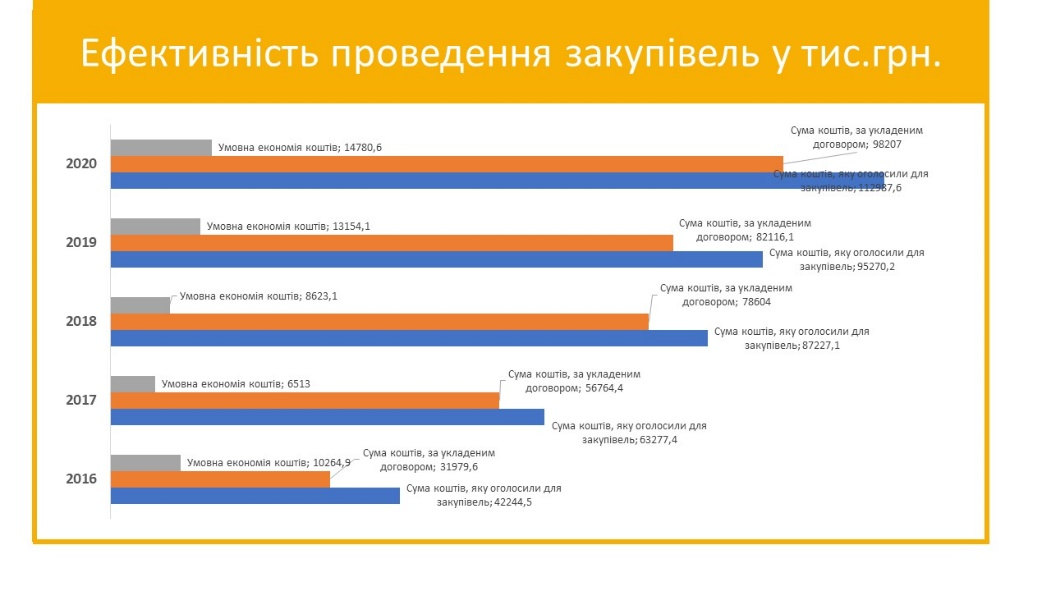 Ефективність проведення закупівель у тис.грн.
2020
Умовна економія коштів; 14780,6
Сума коштів, за укладеним
договором; 98207
Сума коштів, яку оголосили для
закупівель; 112987,6
2019
Умовна економія коштів; 13154,1
Сума коштів, за укладеним
договором; 82116,1
Сума коштів, яку оголосили для
закупівель; 95270,2
2018
Умовна економія коштів; 8623,1
Сума коштів, за укладеним
договором; 78604
Сума коштів, яку оголосили для
закупівель; 87227,1
2017
Умовна економія коштів; 6513
Сума коштів, за укладеним
договором; 56764,4
Сума коштів, яку оголосили для
закупівель; 63277,4
2016
Умовна економія коштів; 10264,9
Сума коштів, за укладеним
договором; 31979,6
Сума коштів, яку оголосили для
закупівель; 42244,5